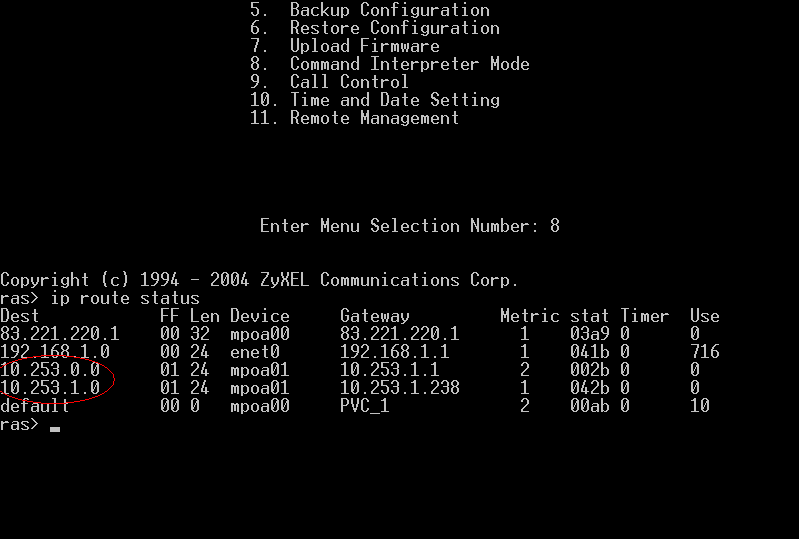 5. Backup Configuration
6. Restore Configuration
7. Upload Firmware
8. Command Interpreter Mode
9. Call Control
10. Time and Date Setting
11. Remote Management
Enter Menu Selection Number: 8
Copyright (c) 1994 - 2004 ZyXEL Communications Corp.
ras> ip route status
Dest FF Len Device Gateway Metric stat Timer Use
83.221.220.1 00 32 mpoa00 83.221.220.1 1 03a9 0 0
192.168.1.0 00 24 enet0 192.168.1.1 1 041b 0 716
10.253.0.0 01 24 mpoa01 10.253.1.1 2 002b 0 0
10.253.1.0 01 24 mpoa01 10.253.1.238 1 042b 0 0
default 00 0 mpoa00 PVC_1 2 00ab 0 10
ras>